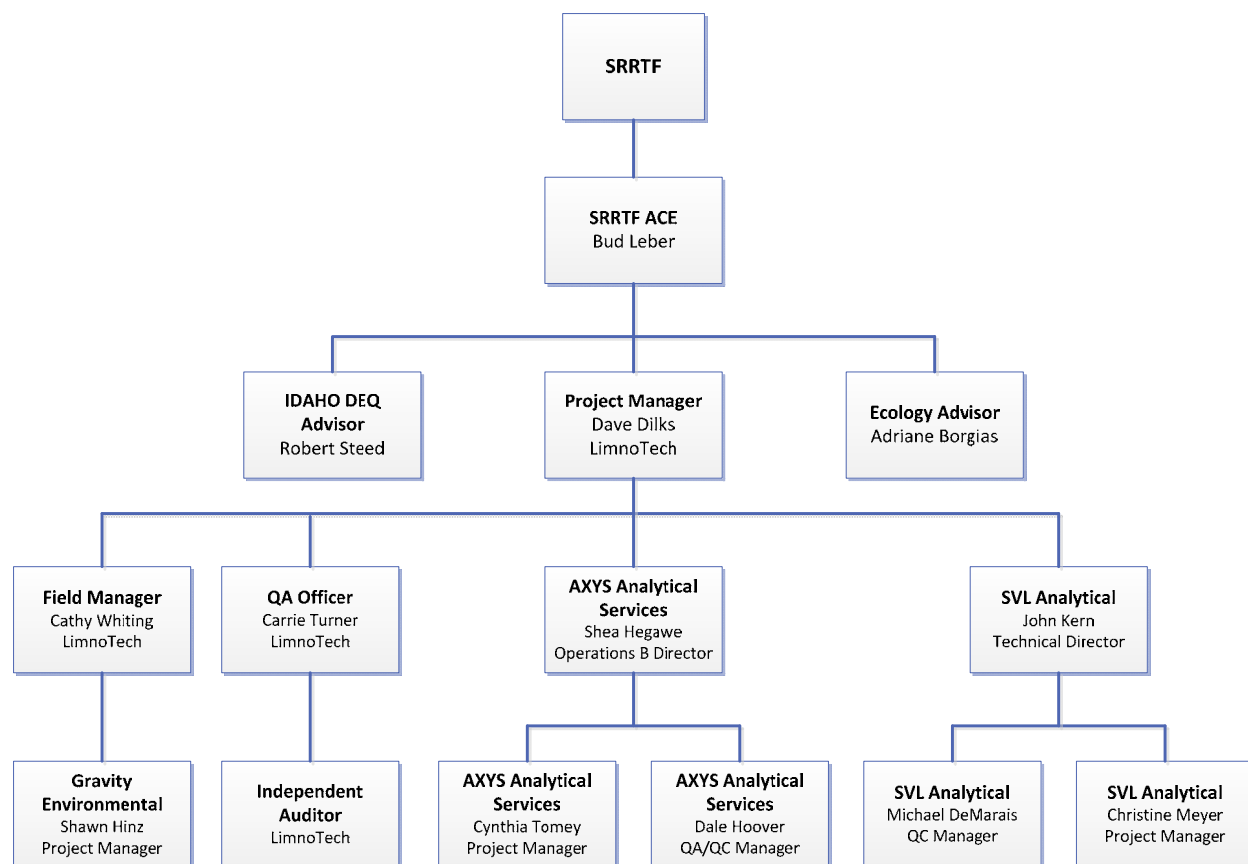 SRRTF
SRRTF ACE
Bud Leber
IDAHO DEQ
Advisor
Robert Steed
Project Manager
Dave Dilks
LimnoTech
Ecology Advisor
Adriane Borgias
Field Manager
Cathy Whiting
LimnoTech
QA Officer
Carrie Turner
LimnoTech
AXYS Analytical
Services
Shea Hegawe
Operations B Director
SVL Analytical
John Kern
Technical Director
Gravity
Environmental
Shawn Hinz
Project Manager
Independent
Auditor
LimnoTech
AXYS Analytical
Services
Cynthia Tomey
Project Manager
AXYS Analytical
Services
Dale Hoover
QA/QC Manager
SVL Analytical
Michael DeMarais
QC Manager
SVL Analytical
Christine Meyer
Project Manager